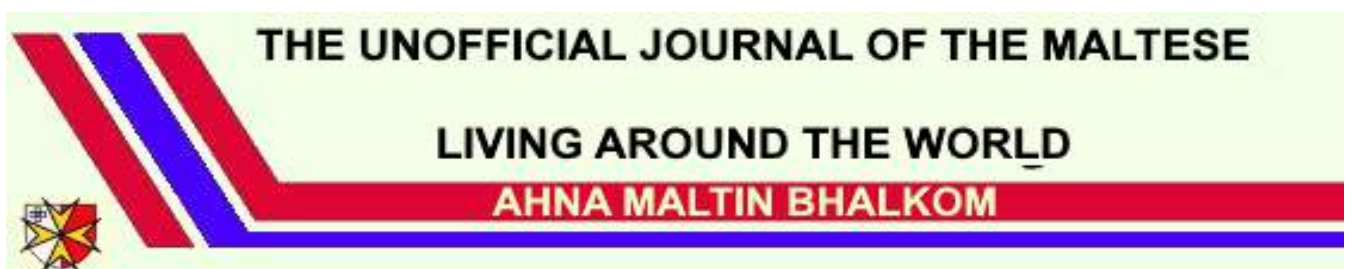 THE UNOFFICIAL JOURNAL OF THE MALTESE
LIVING AROUND THE WORLD
AHNA MALTIN BHALKOM